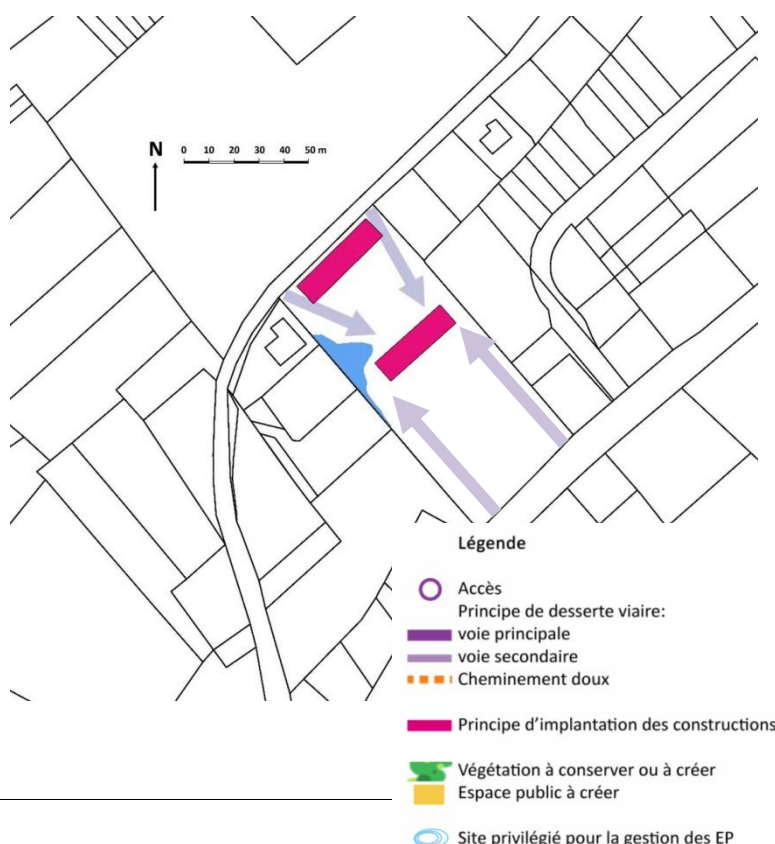 N
0 10 20 30 40 50 m
Légende
Accès
Principe de desserte viaire:
voie principale
voie secondaire
Cheminement doux
Principe d'implantation des constructions
Végétation à conserver ou à créer
Espace public à créer
Site privilégié pour la gestion des EP